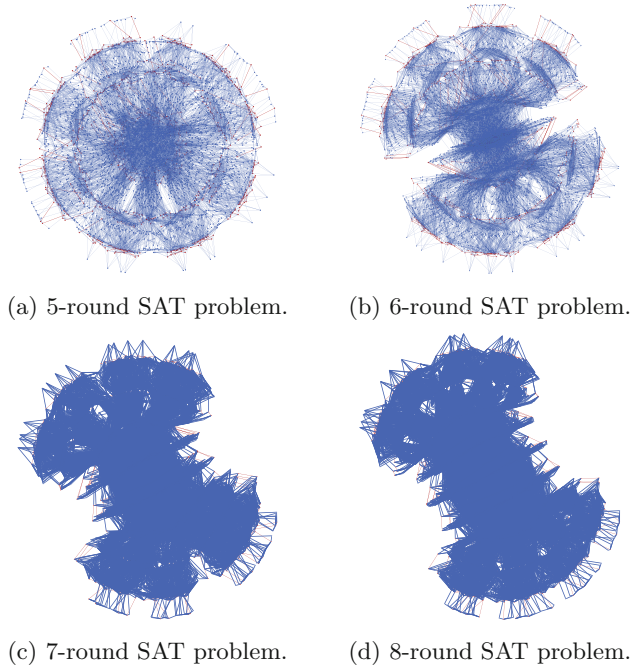 (a) 5-round SAT problem.
(b) 6-round SAT problem.
(c) 7-round SAT problem.
(d) 8-round SAT problem.